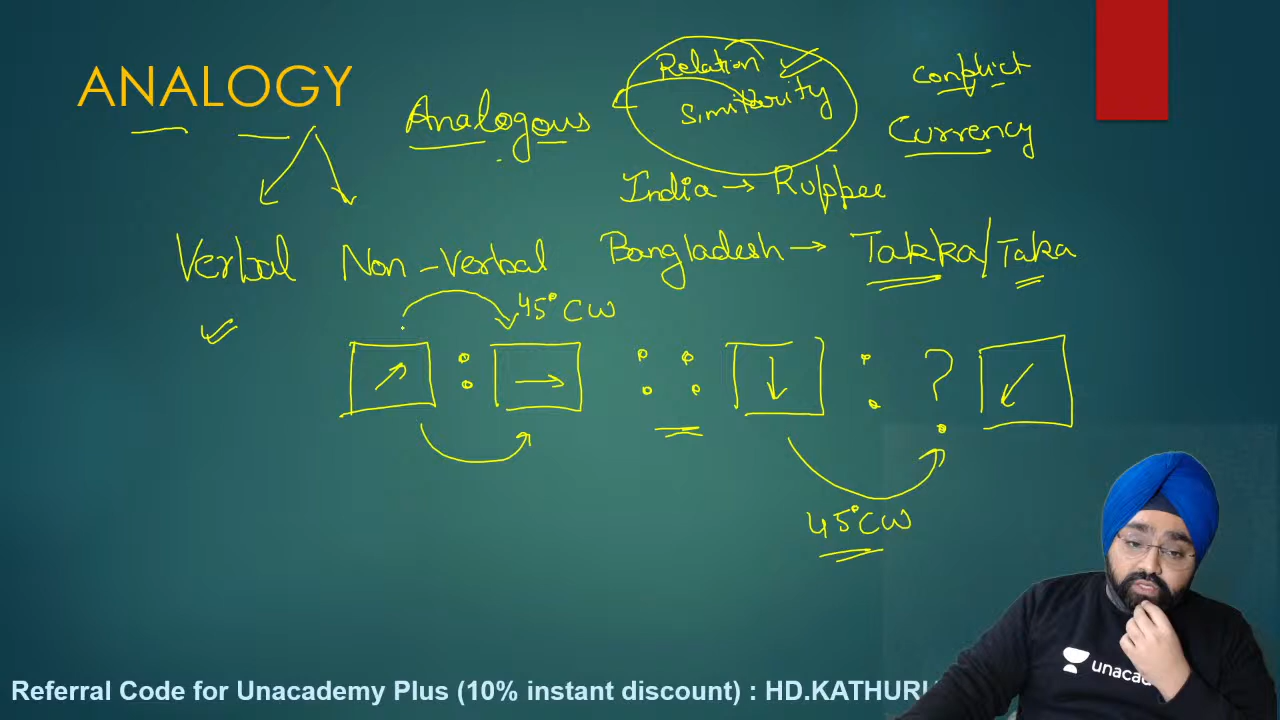 ANALOGY
Analogous
Relation
Similarity
Conflict
Currency
India → Ruppee
Verbal Non-Verbal
Bangladesh → Takka/Taka
45° CW
: :: : ?
45° CW
unacad
Referral Code for Unacademy Plus (10% instant discount) : HD.KATHURI